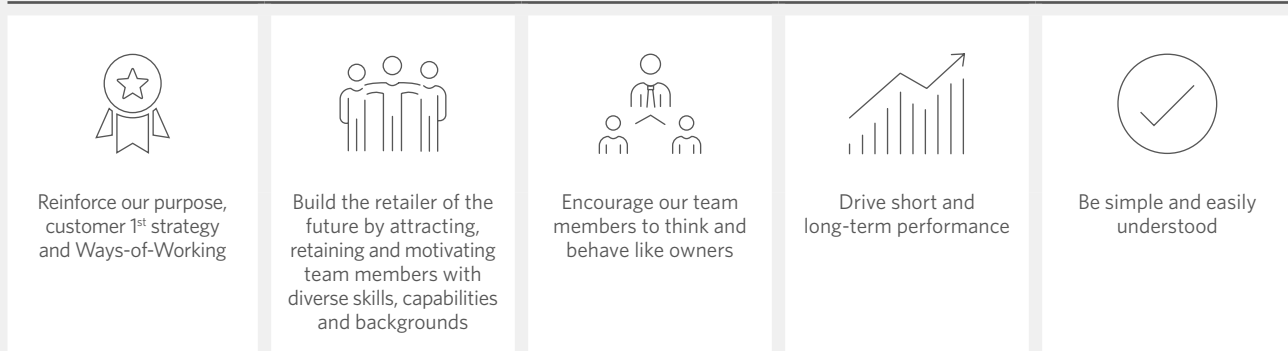 Reinforce our purpose,
customer 1st strategy
and Ways-of-Working
Build the retailer of the
future by attracting,
retaining and motivating
team members with
diverse skills, capabilities
and backgrounds
Encourage our team
members to think and
behave like owners
Drive short and
long-term performance
Be simple and easily
understood